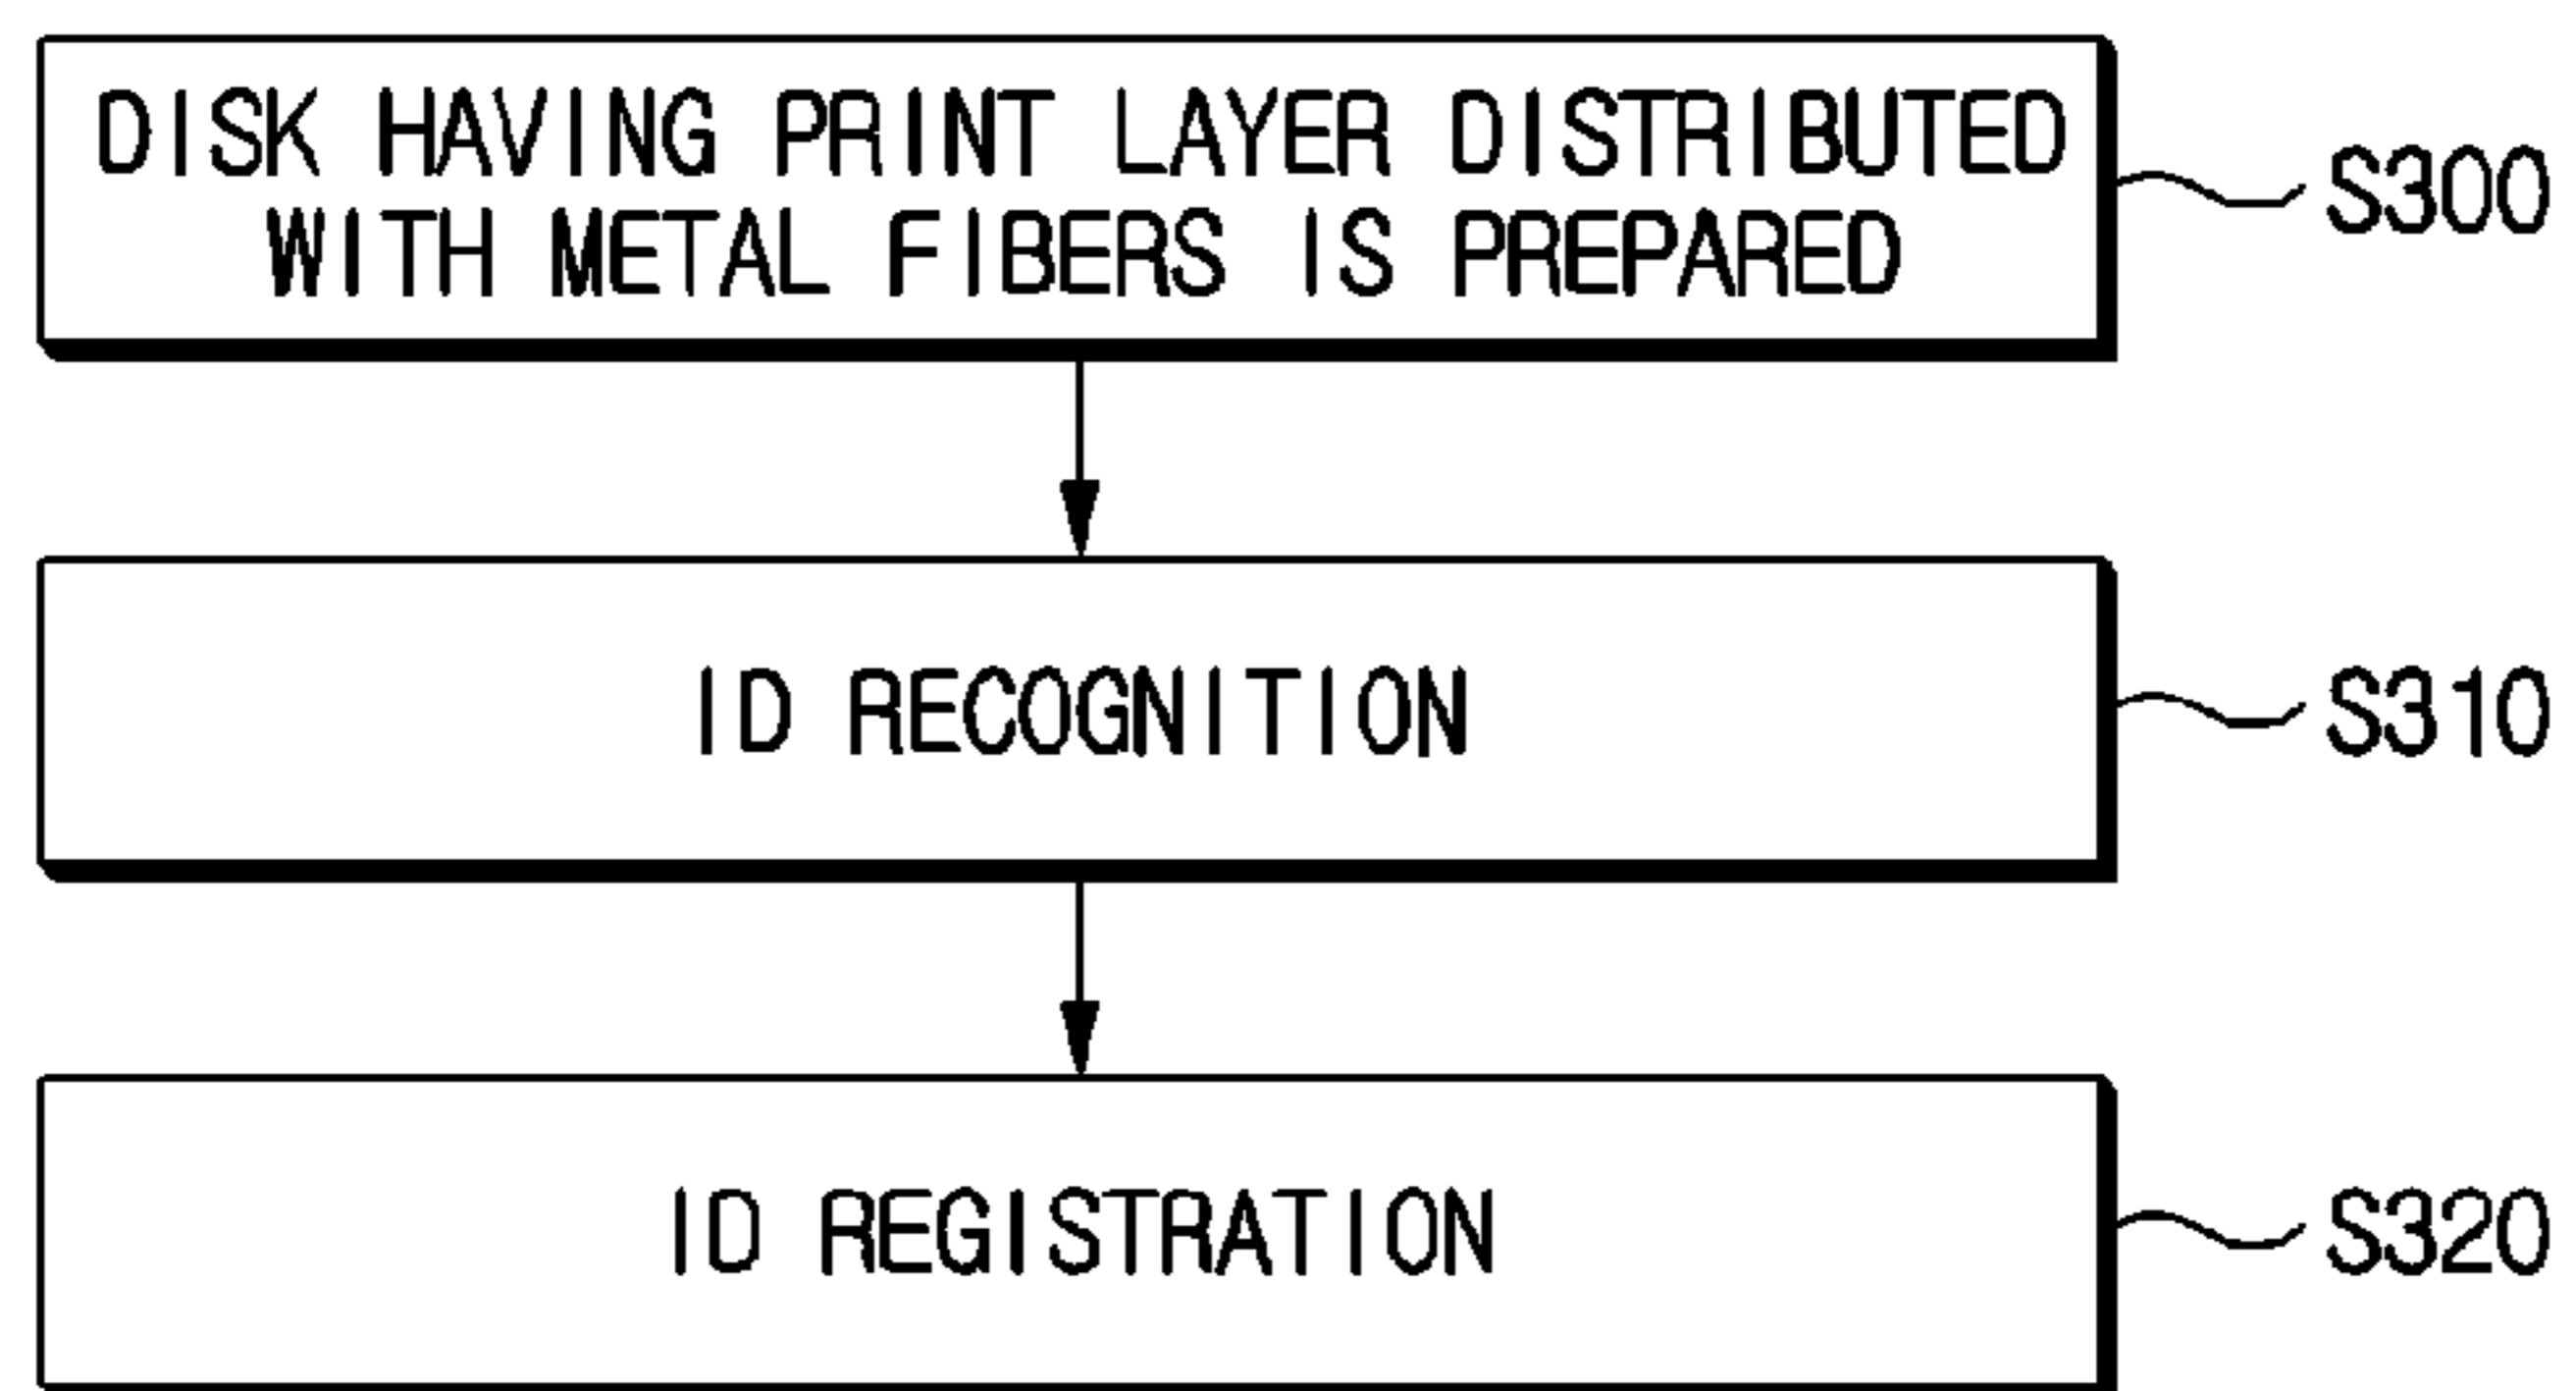 DISK HAVING PRINT LAYER DISTRIBUTED
WITH METAL FIBERS IS PREPARED
S300
ID RECOGNITION
S310
ID REGISTRATION
S320